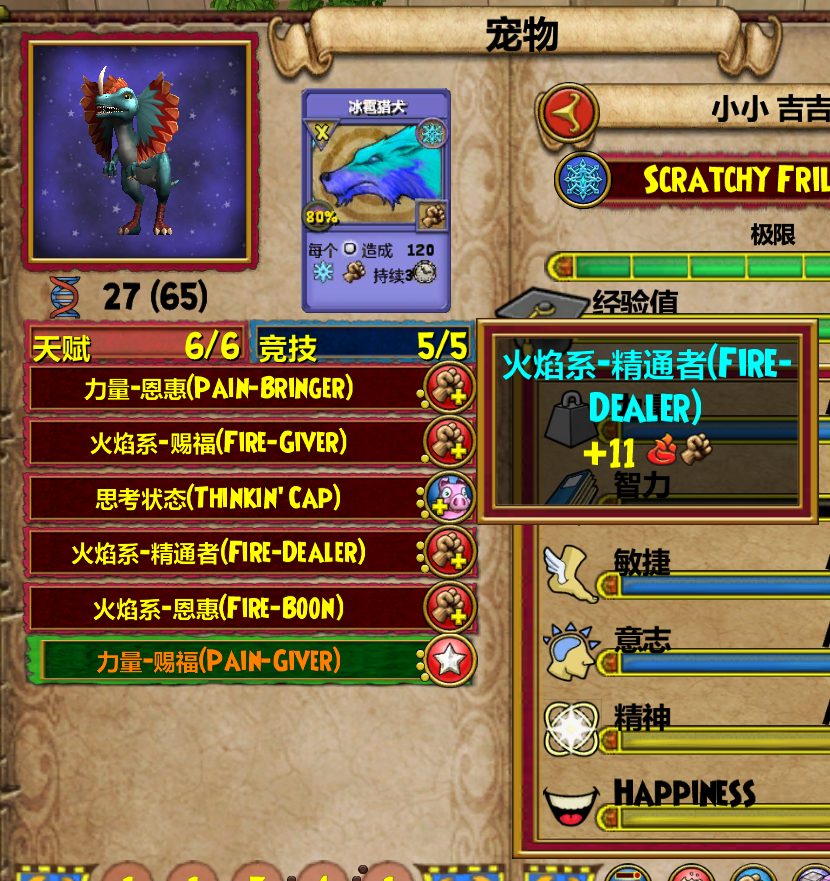 宠物
冰雹猎犬
X
80%
每个 造成 120
持续3
小小 吉吉
SCRATCHY FRIL
极限
27 (65)
经验值
天赋 6/6 竞技 5/5
力量-恩惠(PAIN-BRINGER)
火焰系-赐福(FIRE-GIVER)
思考状态(THINKIN' CAP)
火焰系-精通者(FIRE-DEALER)
火焰系-恩惠(FIRE-BOON)
力量-赐福(PAIN-GIVER)
火焰系-精通者(FIRE-
DEALER)
+11
智力
敏捷
意志
精神
HAPPINESS